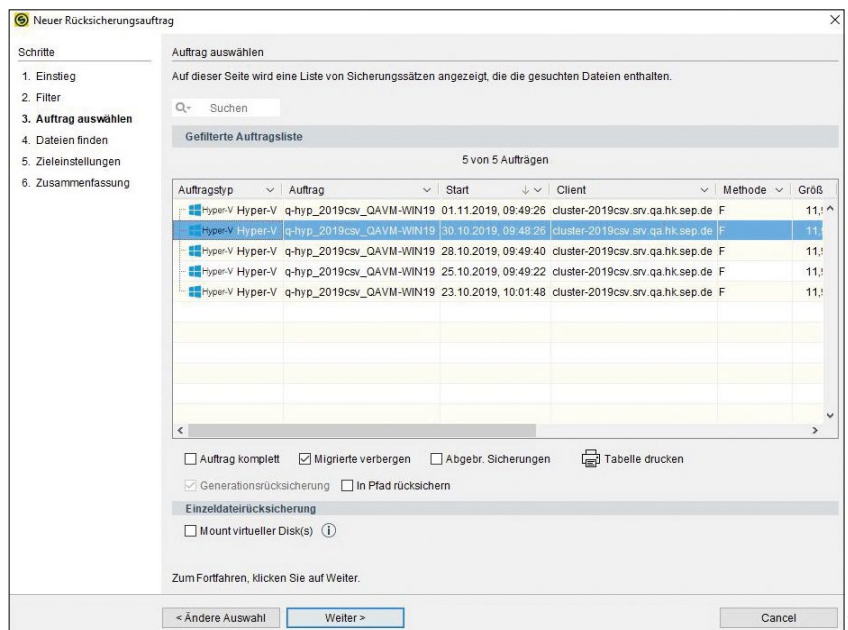 Neuer Rücksicherungsauftrag
Schritte
1. Einstieg
2. Filter
3. Auftrag auswählen
4. Dateien finden
5. Zieleinstellungen
6. Zusammenfassung
Auftrag auswählen
Auf dieser Seite wird eine Liste von Sicherungssätzen angezeigt, die die gesuchten Dateien enthalten.
Suchen
Gefilterte Auftragsliste
5 von 5 Aufträgen
Auftragstyp Auftrag Start Client Methode Größ
Hyper-V Hyper-V q-hyp_2019csv_QAVM-WIN19 01.11.2019, 09:49:26 cluster-2019csv.srv.qa.hk.sep.de F 11,
Hyper-V Hyper-V q-hyp_2019csv_QAVM-WIN19 30.10.2019, 09:48:26 cluster-2019csv.srv.qa.hk.sep.de F 11,
Hyper-V Hyper-V q-hyp_2019csv_QAVM-WIN19 28.10.2019, 09:49:40 cluster-2019csv.srv.qa.hk.sep.de F 11,
Hyper-V Hyper-V q-hyp_2019csv_QAVM-WIN19 25.10.2019, 09:49:22 cluster-2019csv.srv.qa.hk.sep.de F 11,
Hyper-V Hyper-V q-hyp_2019csv_QAVM-WIN19 23.10.2019, 10:01:48 cluster-2019csv.srv.qa.hk.sep.de F 11,
Auftrag komplett Migrierte verbergen Abgebr. Sicherungen Tabelle drucken
Generationsrücksicherung In Pfad rücksichern
Einzeldateirücksicherung
Mount virtueller Disk(s)
Zum Fortfahren, klicken Sie auf Weiter.
< Ändere Auswahl Weiter > Cancel